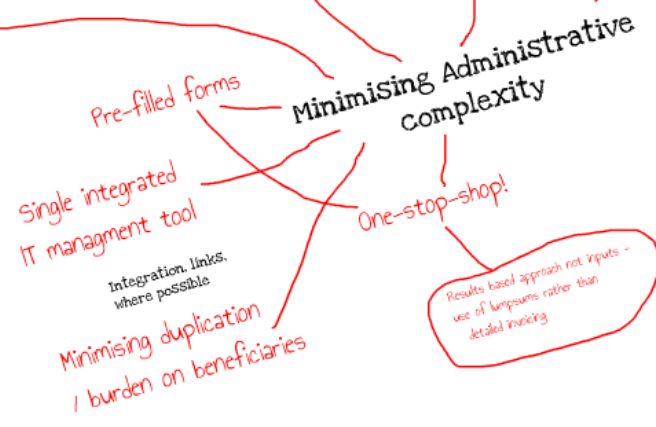 Minimising Administrative
complexity
Pre-filled forms
Single integrated
IT managment tool
One-stop-shop!
Integration, links,
where possible
Results based approach not inputs -
use of lumpsums rather than
detailed invoicing
Minimising duplication
/ burden on beneficiaries